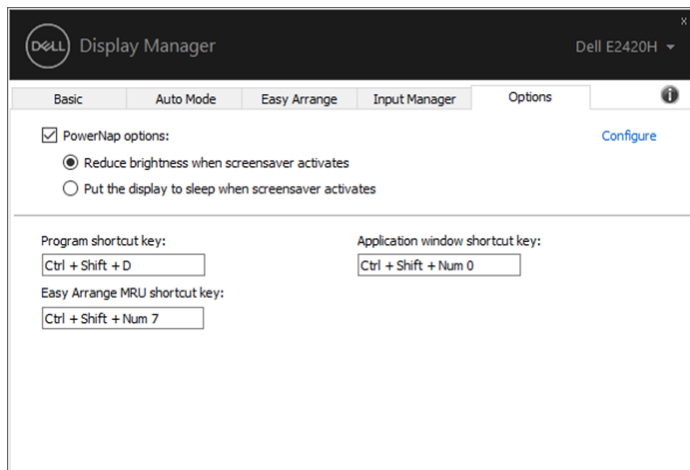 x
DELL Display Manager
Dell E2420H
Basic Auto Mode Easy Arrange Input Manager Options
PowerNap options:
Configure
Reduce brightness when screensaver activates
Put the display to sleep when screensaver activates
Program shortcut key:
Application window shortcut key:
Ctrl + Shift + D
Ctrl + Shift + Num 0
Easy Arrange MRU shortcut key:
Ctrl + Shift + Num 7